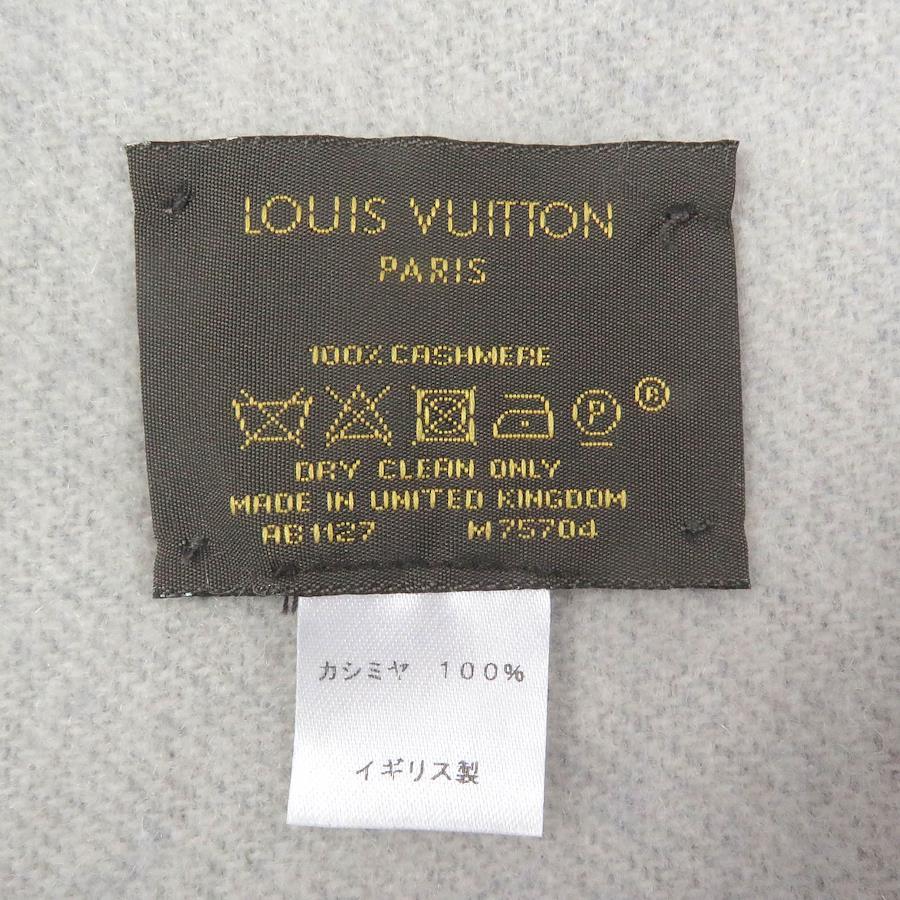 LOUIS VUITTON
PARIS
100% CASHMERE
P ®
DRY CLEAN ONLY
MADE IN UNITED KINGDOM
AB1127 M75704
カシミヤ 100%
イギリス製